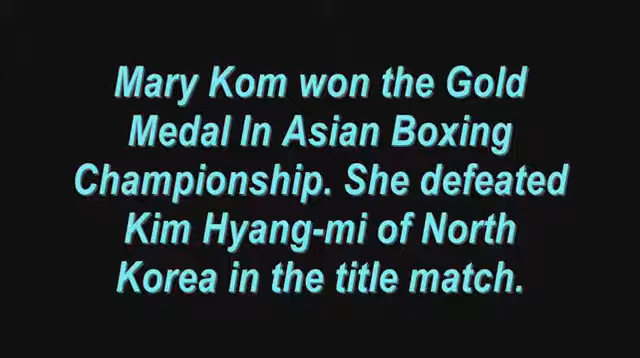 Mary Kom won the Gold
Medal In Asian Boxing
Championship. She defeated
Kim Hyang-mi of North
Korea in the title match.